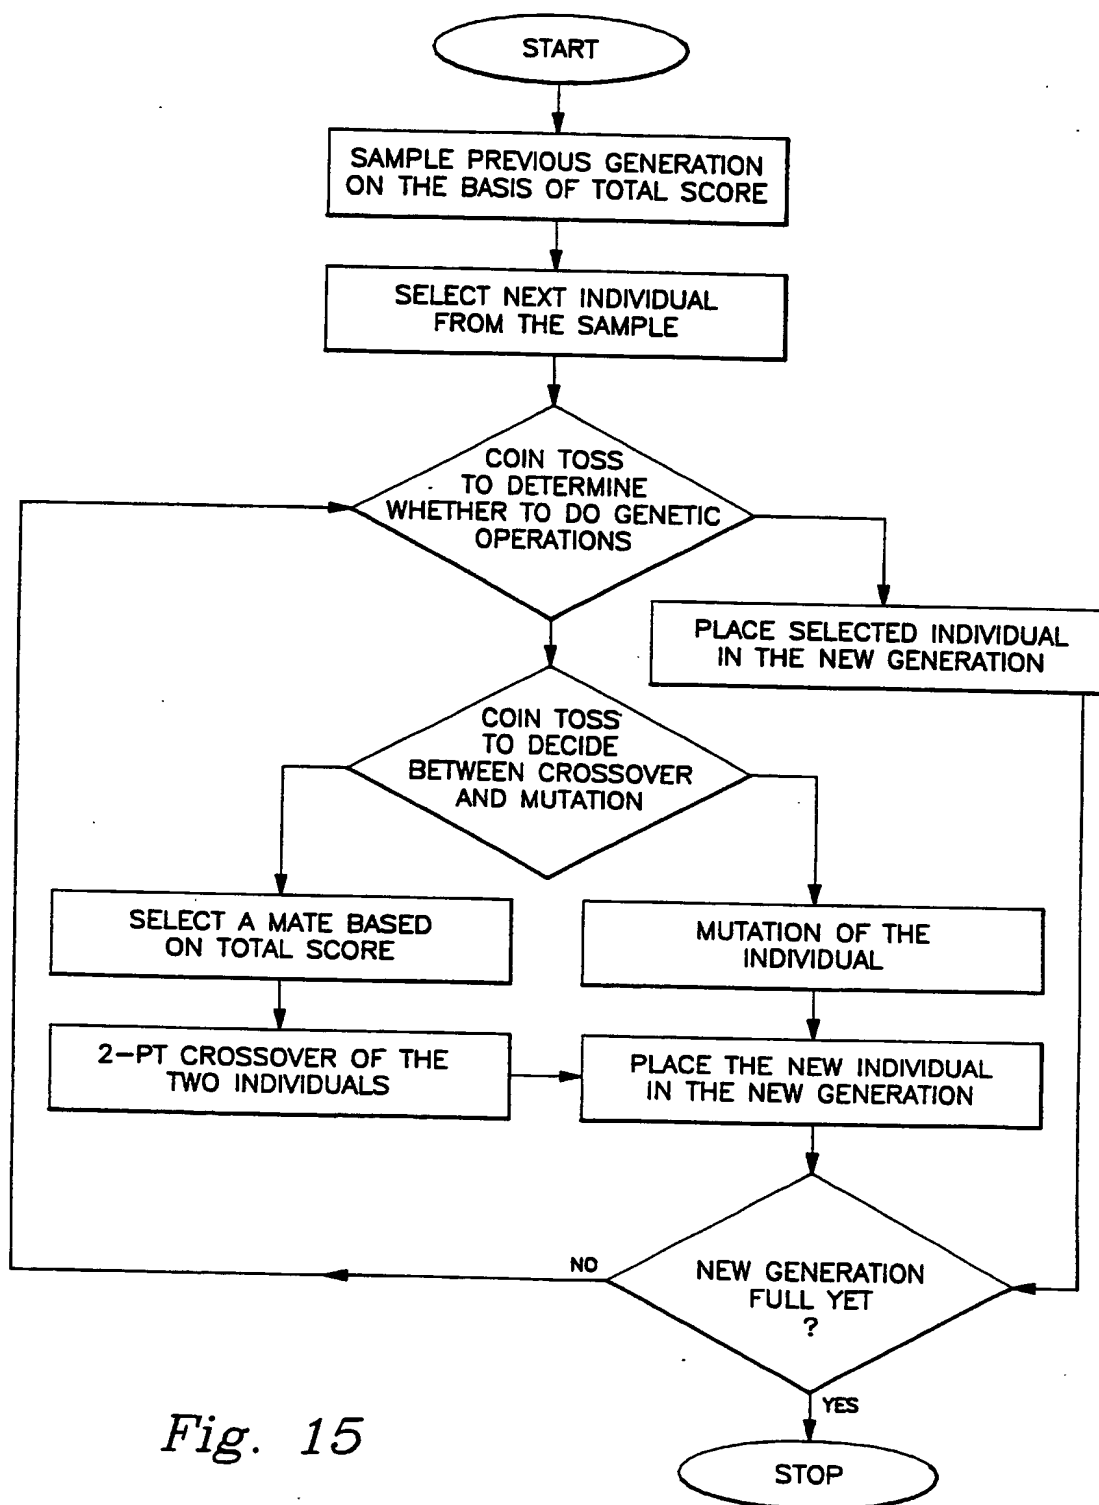 START
SAMPLE PREVIOUS GENERATION
ON THE BASIS OF TOTAL SCORE
SELECT NEXT INDIVIDUAL
FROM THE SAMPLE
COIN TOSS
TO DETERMINE
WHETHER TO DO GENETIC
OPERATIONS
PLACE SELECTED INDIVIDUAL
IN THE NEW GENERATION
COIN TOSS
TO DECIDE
BETWEEN CROSSOVER
AND MUTATION
SELECT A MATE BASED
ON TOTAL SCORE
MUTATION OF THE
INDIVIDUAL
2-PT CROSSOVER OF THE
TWO INDIVIDUALS
PLACE THE NEW INDIVIDUAL
IN THE NEW GENERATION
NO
NEW GENERATION
FULL YET
?
YES
STOP
Fig. 15